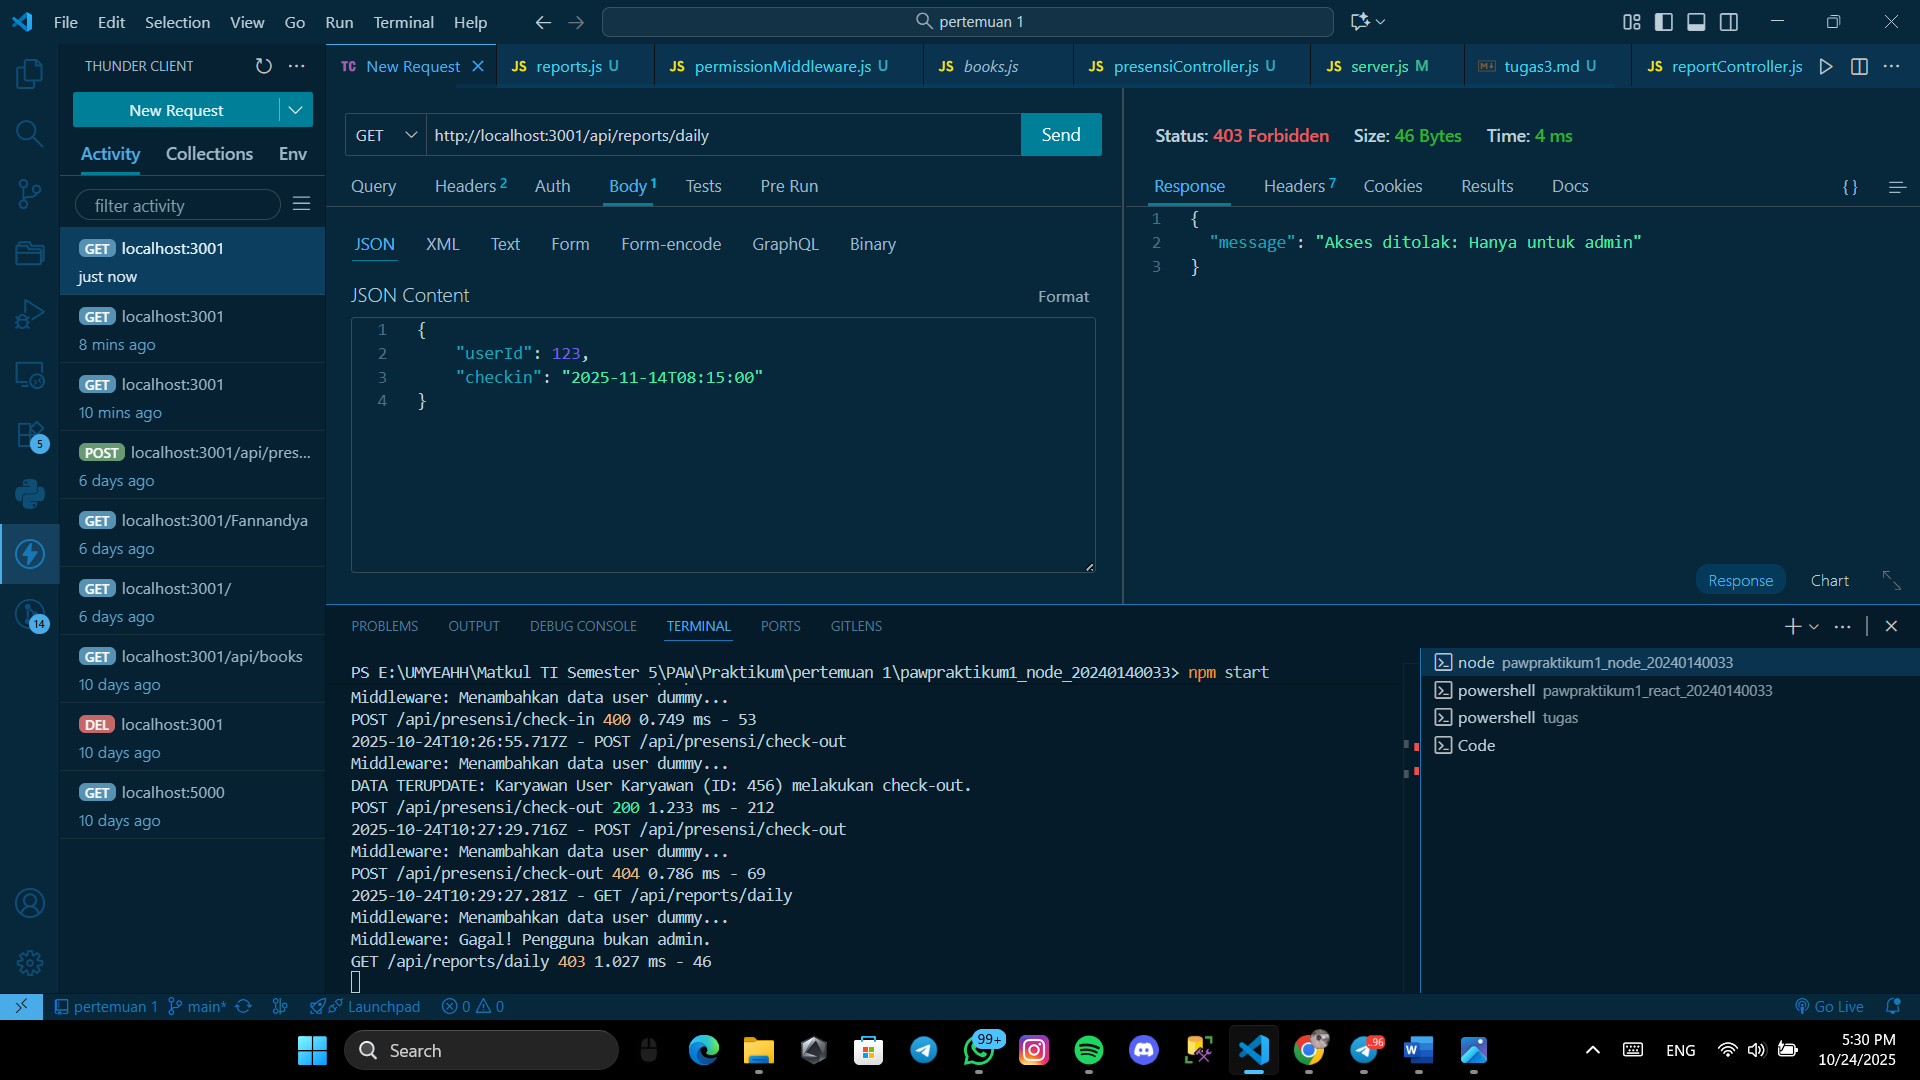 File Edit Selection View Go Run Terminal Help
pertemuan 1
THUNDER CLIENT
New Request
Activity Collections Env
filter activity
GET localhost:3001
just now
GET localhost:3001
8 mins ago
GET localhost:3001
10 mins ago
POST localhost:3001/api/pres...
6 days ago
GET localhost:3001/Fannandya
6 days ago
GET localhost:3001/
6 days ago
GET localhost:3001/api/books
10 days ago
DEL localhost:3001
10 days ago
GET localhost:5000
10 days ago
5
14
TC New Request JS reports.js U JS permissionMiddleware.js U JS books.js JS presensiController.js U JS server.js M tugas3.md U JS reportController.js
GET http://localhost:3001/api/reports/daily Send
Query Headers 2 Auth Body 1 Tests Pre Run
JSON XML Text Form Form-encode GraphQL Binary
JSON Content Format
1 {
2 "userId": 123,
3 "checkin": "2025-11-14T08:15:00"
4 }
Status: 403 Forbidden Size: 46 Bytes Time: 4 ms
Response Headers 7 Cookies Results Docs {}
1 {
2 "message": "Akses ditolak: Hanya untuk admin"
3 }
Response Chart
PROBLEMS OUTPUT DEBUG CONSOLE TERMINAL PORTS GITLENS
PS E:\UMYEAHH\Matkul TI Semester 5\PAW\Praktikum\pertemuan 1\pawpraktikum1_node_20240140033> npm start
Middleware: Menambahkan data user dummy...
POST /api/presensi/check-in 400 0.749 ms - 53
2025-10-24T10:26:55.717Z - POST /api/presensi/check-out
Middleware: Menambahkan data user dummy...
DATA TERUPDATE: Karyawan User Karyawan (ID: 456) melakukan check-out.
POST /api/presensi/check-out 200 1.233 ms - 212
2025-10-24T10:27:29.716Z - POST /api/presensi/check-out
Middleware: Menambahkan data user dummy...
POST /api/presensi/check-out 404 0.786 ms - 69
2025-10-24T10:29:27.281Z - GET /api/reports/daily
Middleware: Menambahkan data user dummy...
Middleware: Gagal! Pengguna bukan admin.
GET /api/reports/daily 403 1.027 ms - 46
node pawpraktikum1_node_20240140033
powershell pawpraktikum1_react_20240140033
powershell tugas
Code
pertemuan 1 main* Launchpad 0 0 Go Live
Search 99+ 96 ENG 5:30 PM
10/24/2025